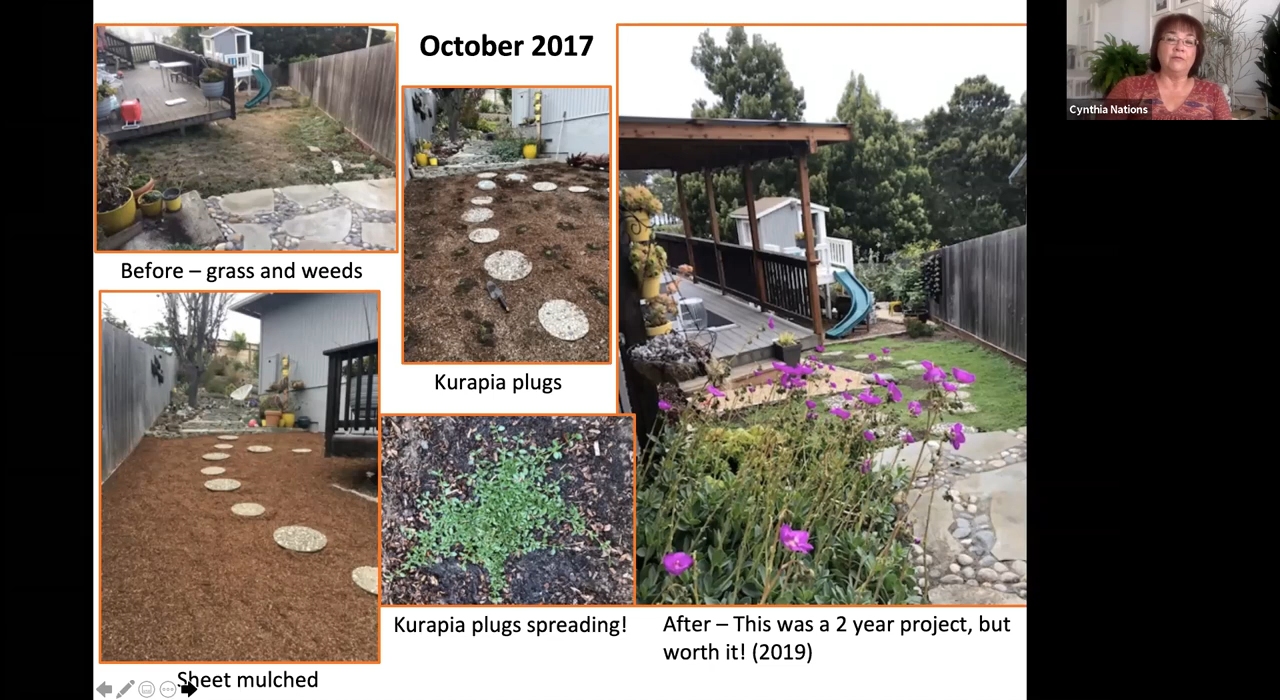 October 2017
Cynthia Nations
Before – grass and weeds
Kurapia plugs
Kurapia plugs spreading!
After – This was a 2 year project, but
worth it! (2019)
Sheet mulched